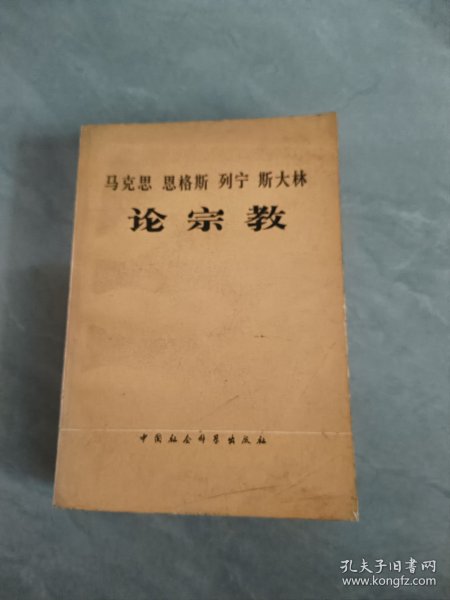 马克思 恩格斯 列宁 斯大林
论宗教
中国社会科学出版社
孔夫子旧书网
www.kongfz.com